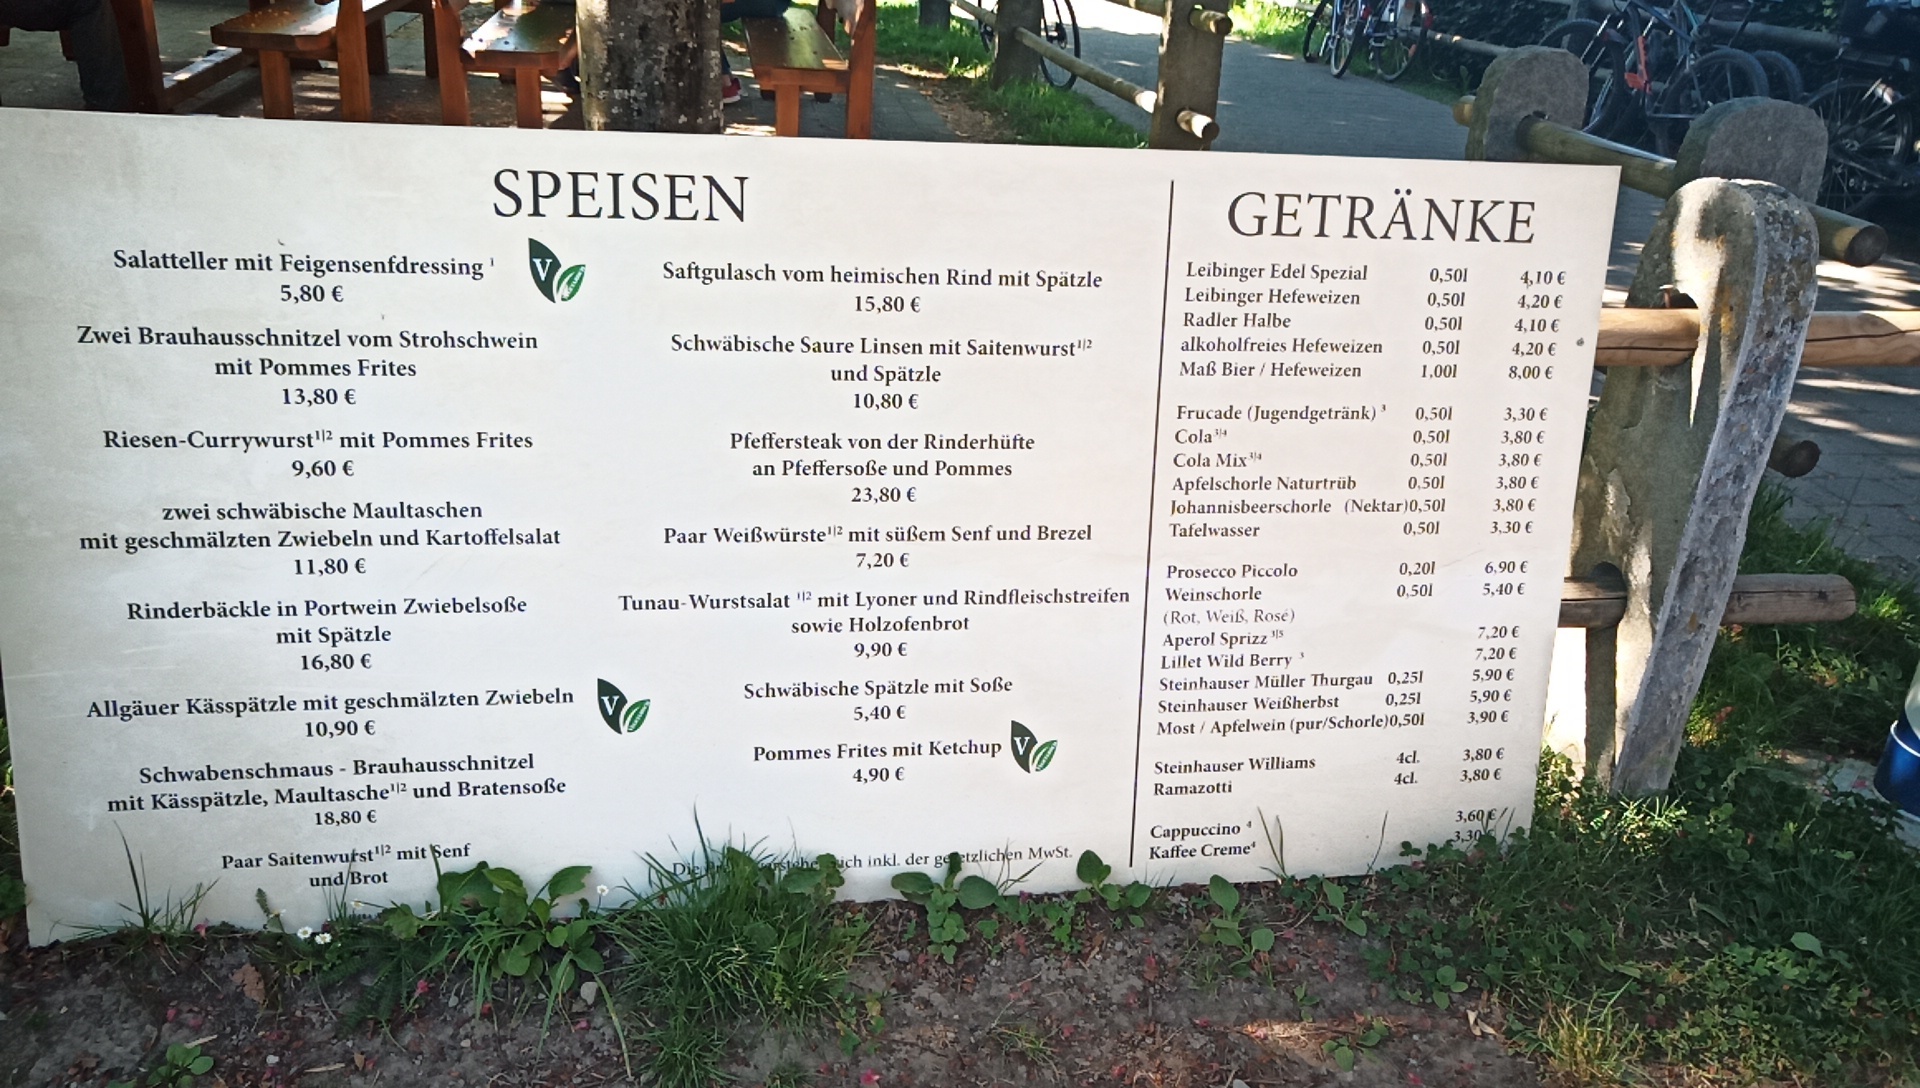 SPEISEN
Salatteller mit Feigensenfdressing ¹
5,80 €
V
Zwei Brauhausschnitzel vom Strohschwein
mit Pommes Frites
13,80 €
Riesen-Currywurst¹|² mit Pommes Frites
9,60 €
zwei schwäbische Maultaschen
mit geschmälzten Zwiebeln und Kartoffelsalat
11,80 €
Rinderbäckle in Portwein Zwiebelsoße
mit Spätzle
16,80 €
Allgäuer Kässpätzle mit geschmälzten Zwiebeln
10,90 €
V
Schwabenschmaus - Brauhausschnitzel
mit Kässpätzle, Maultasche¹|² und Bratensoße
18,80 €
Paar Saitenwurst¹|² mit Senf
und Brot
Saftgulasch vom heimischen Rind mit Spätzle
15,80 €
Schwäbische Saure Linsen mit Saitenwurst¹|²
und Spätzle
10,80 €
Pfeffersteak von der Rinderhüfte
an Pfeffersoße und Pommes
23,80 €
Paar Weißwürste¹|² mit süßem Senf und Brezel
7,20 €
Tunau-Wurstsalat ¹|² mit Lyoner und Rindfleischstreifen
sowie Holzofenbrot
9,90 €
Schwäbische Spätzle mit Soße
5,40 €
Pommes Frites mit Ketchup
4,90 €
V
Die inkl. der gesetzlichen MwSt.
GETRÄNKE
Leibinger Edel Spezial 0,50l 4,10 €
Leibinger Hefeweizen 0,50l 4,20 €
Radler Halbe 0,50l 4,10 €
alkoholfreies Hefeweizen 0,50l 4,20 €
Maß Bier / Hefeweizen 1,00l 8,00 €
Frucade (Jugendgetränk) ³ 0,50l 3,30 €
Cola³|⁴ 0,50l 3,80 €
Cola Mix³|⁴ 0,50l 3,80 €
Apfelschorle Naturtrüb 0,50l 3,80 €
Johannisbeerschorle (Nektar)0,50l 3,80 €
Tafelwasser 0,50l 3,30 €
Prosecco Piccolo 0,20l 6,90 €
Weinschorle 0,50l 5,40 €
(Rot, Weiß, Rosé)
Aperol Sprizz ³|⁵ 7,20 €
Lillet Wild Berry ³ 7,20 €
Steinhauser Müller Thurgau 0,25l 5,90 €
Steinhauser Weißherbst 0,25l 5,90 €
Most / Apfelwein (pur/Schorle)0,50l 3,90 €
Steinhauser Williams 4cl. 3,80 €
Ramazotti 4cl. 3,80 €
Cappuccino ⁴ 3,60 €
Kaffee Creme⁴ 3,30 €